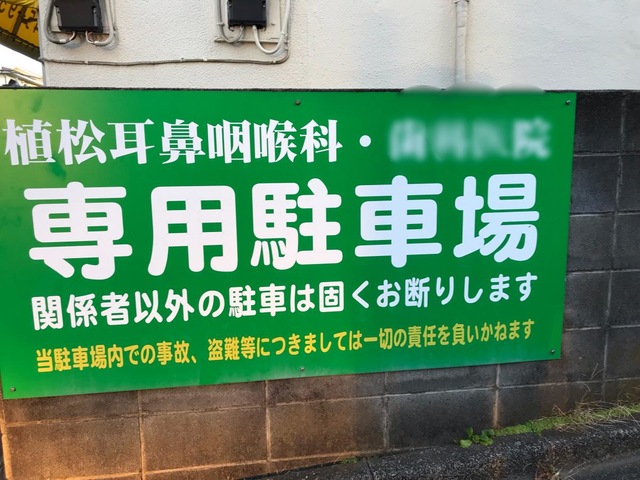 植松耳鼻咽喉科・
専用駐車場
関係者以外の駐車は固くお断りします
当駐車場内での事故、盗難等につきましては一切の責任を負いかねます